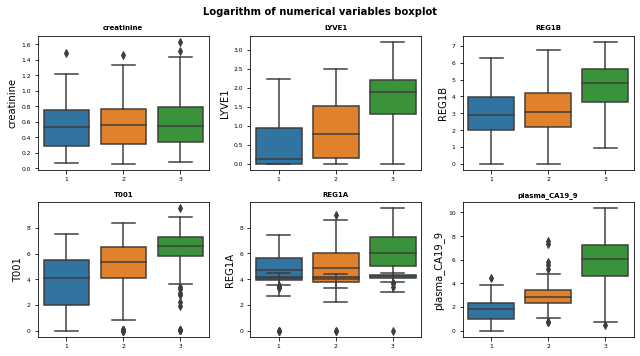 Logarithm of numerical variables boxplot
creatinine
LYVE1
REG1B
creatinine
1.6
1.4
1.2
1.0
0.8
0.6
0.4
0.2
0.0
1 2 3
LYVE1
3.0
2.5
2.0
1.5
1.0
0.5
0.0
1 2 3
REG1B
7
6
5
4
3
2
1
0
1 2 3
T001
REG1A
plasma_CA19_9
T001
8
6
4
2
0
1 2 3
REG1A
8
6
4
2
0
1 2 3
plasma_CA19_9
10
8
6
4
2
0
1 2 3